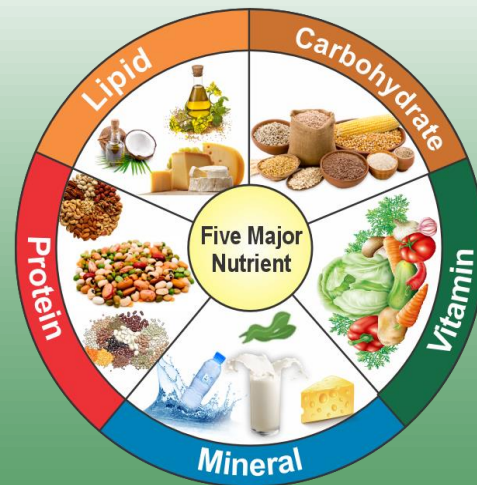 Lipid
Carbohydrate
Protein
Five Major
Nutrient
Vitamin
Mineral